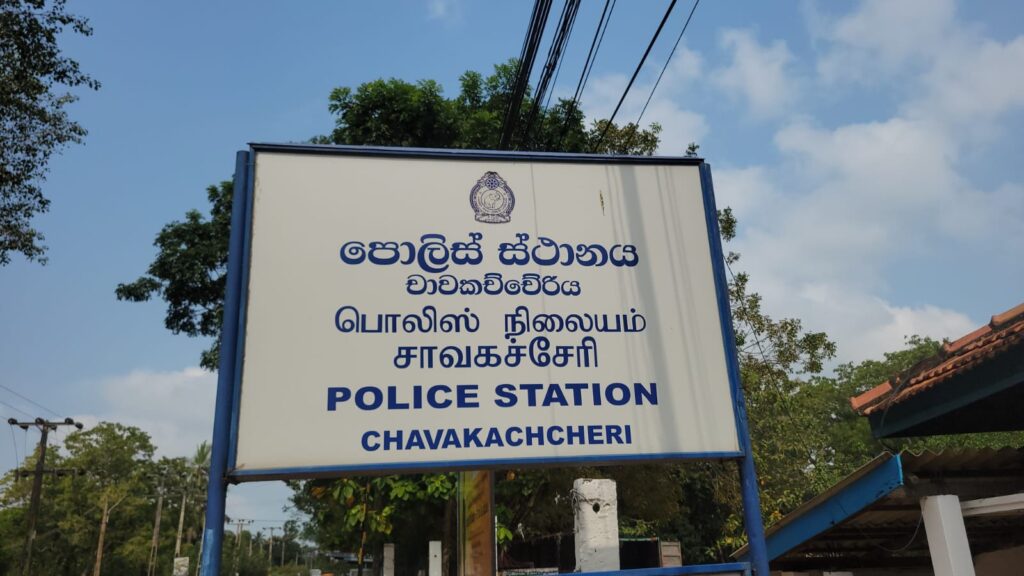 පොලිස් ස්ථානය
චාවකච්චේරිය
பொலிஸ் நிலையம்
சாவகச்சேரி
POLICE STATION
CHAVAKACHCHERI